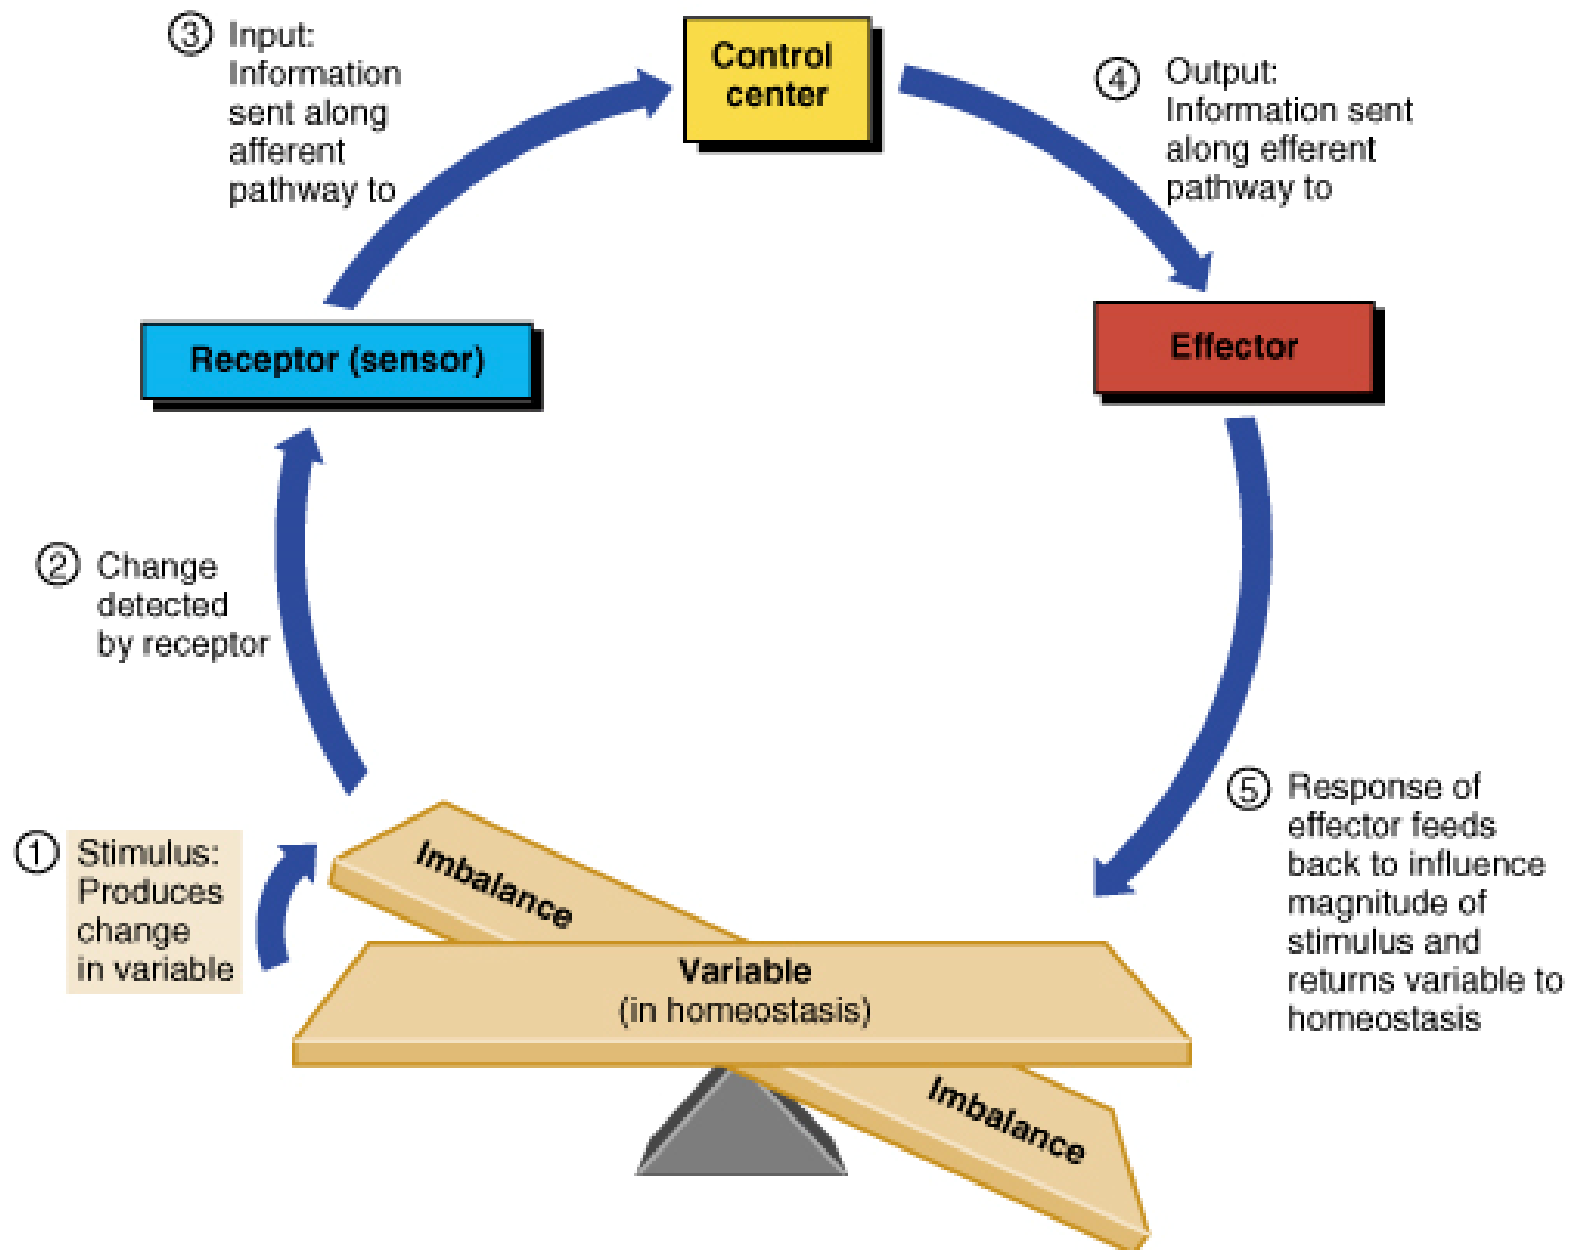 ③ Input:
Information
sent along
afferent
pathway to
Control
center
④ Output:
Information sent
along efferent
pathway to
Receptor (sensor)
Effector
② Change
detected
by receptor
① Stimulus:
Produces
change
in variable
Imbalance
Variable
(in homeostasis)
Imbalance
⑤ Response of
effector feeds
back to influence
magnitude of
stimulus and
returns variable to
homeostasis